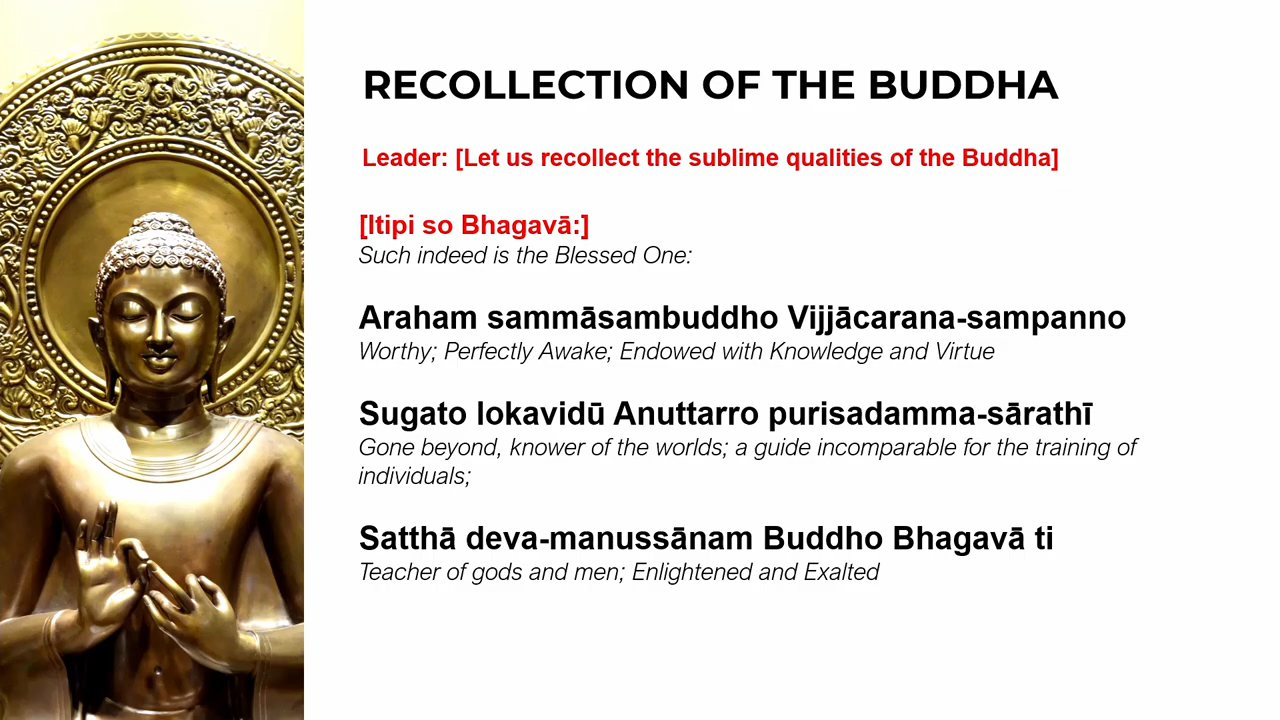 RECOLLECTION OF THE BUDDHA
Leader: [Let us recollect the sublime qualities of the Buddha]
[Itipi so Bhagavā:]
Such indeed is the Blessed One:
Araham sammāsambuddho Vijjācarana-sampanno
Worthy; Perfectly Awake; Endowed with Knowledge and Virtue
Sugato lokavidū Anuttarro purisadamma-sārathī
Gone beyond, knower of the worlds; a guide incomparable for the training of
individuals;
Satthā deva-manussānam Buddho Bhagavā ti
Teacher of gods and men; Enlightened and Exalted